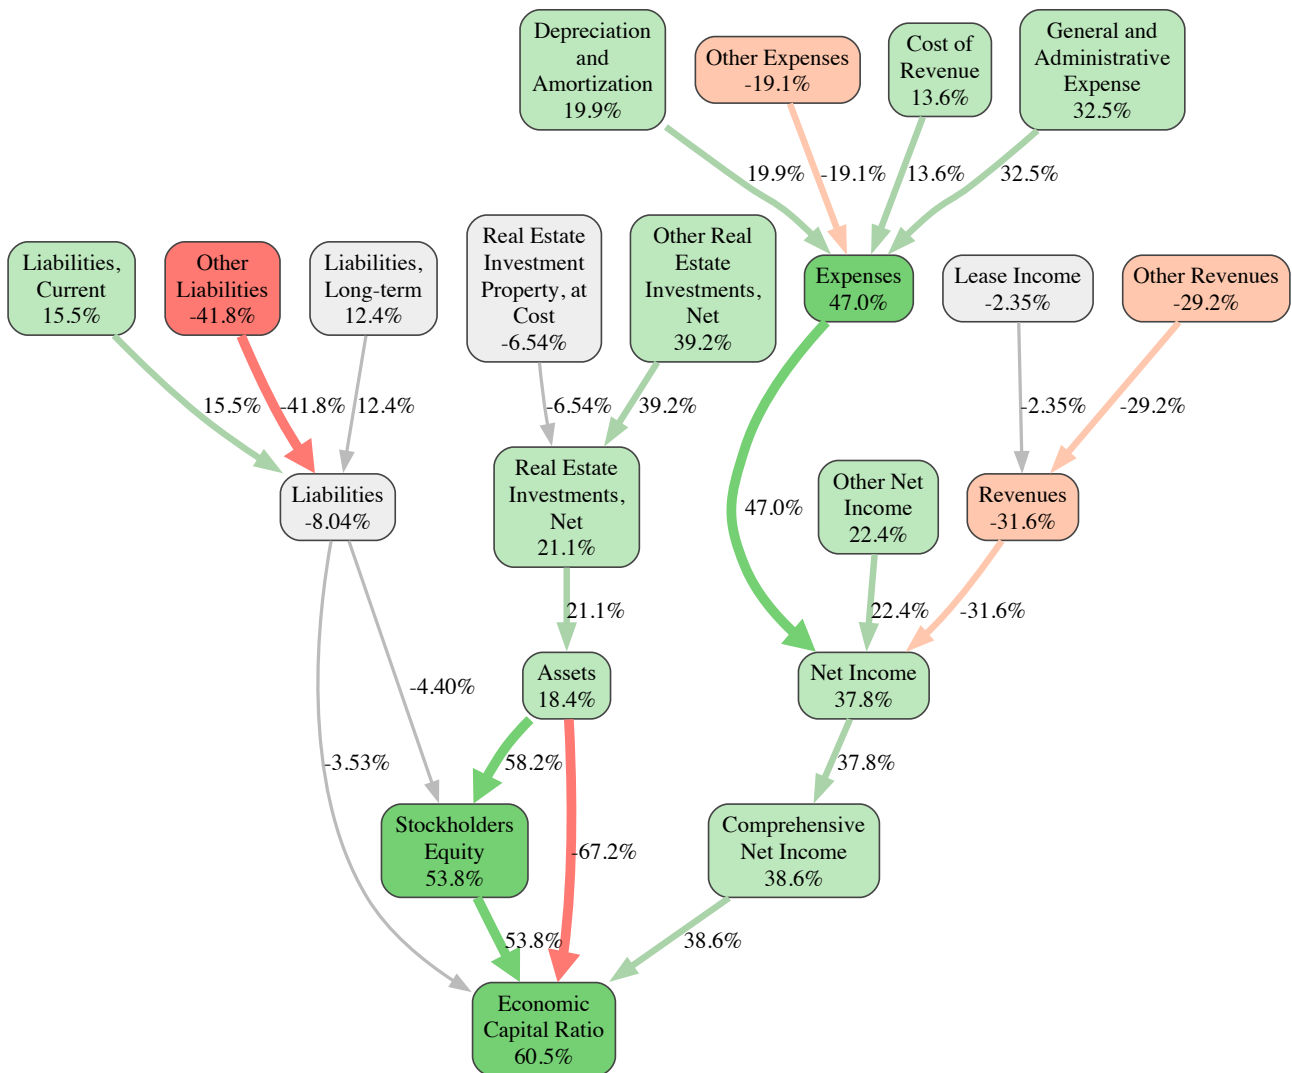 Depreciation
and
Amortization
19.9%
Other Expenses
-19.1%
Cost of
Revenue
13.6%
General and
Administrative
Expense
32.5%
19.9%
-19.1%
13.6%
32.5%
Liabilities,
Current
15.5%
Other
Liabilities
-41.8%
Liabilities,
Long-term
12.4%
Real Estate
Investment
Property, at
Cost
-6.54%
Other Real
Estate
Investments,
Net
39.2%
Expenses
47.0%
Lease Income
-2.35%
Other Revenues
-29.2%
15.5%
-41.8%
12.4%
-6.54%
39.2%
-2.35%
-29.2%
Liabilities
-8.04%
Real Estate
Investments,
Net
21.1%
47.0%
Other Net
Income
22.4%
Revenues
-31.6%
21.1%
22.4%
-31.6%
-4.40%
Assets
18.4%
Net Income
37.8%
-3.53%
58.2%
37.8%
Stockholders
Equity
53.8%
-67.2%
Comprehensive
Net Income
38.6%
53.8%
38.6%
Economic
Capital Ratio
60.5%